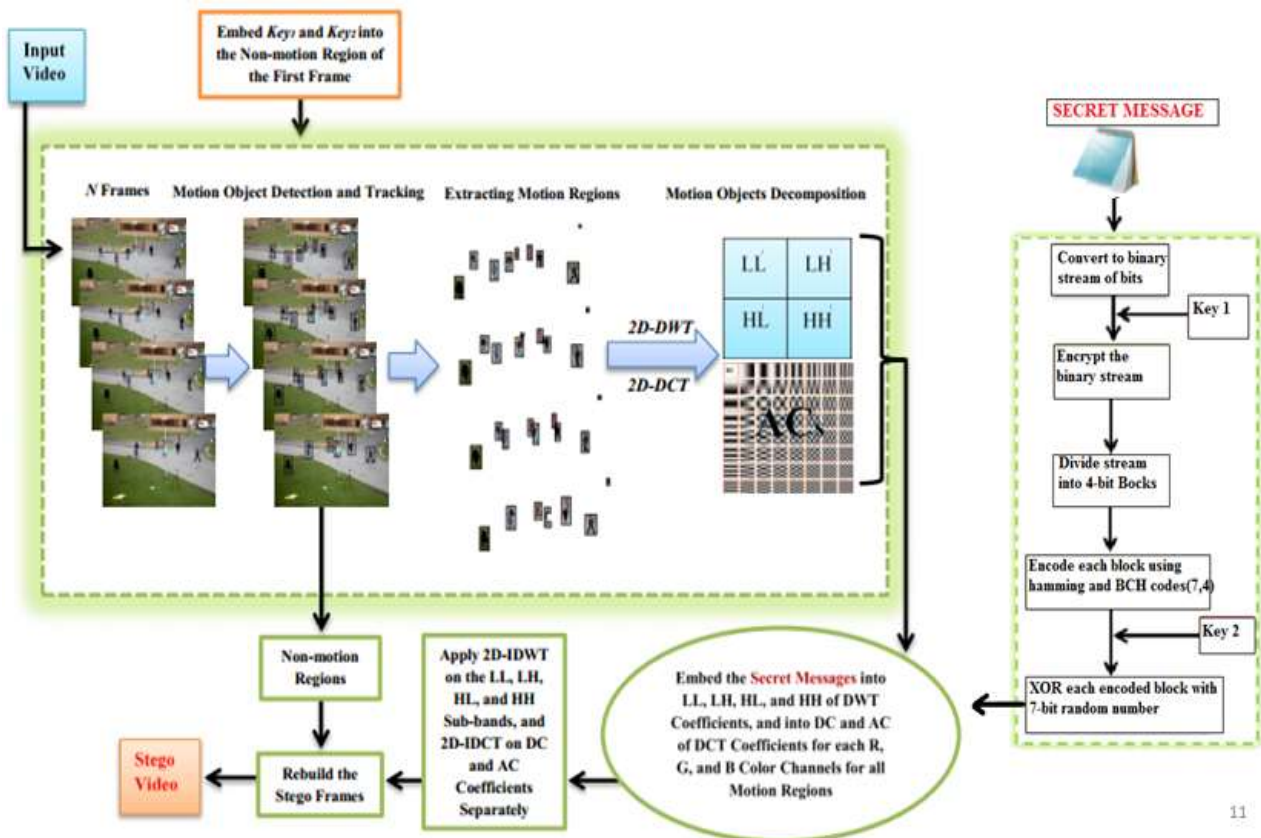 Input
Video
Embed Key1 and Key2 into
the Non-motion Region of
the First Frame
SECRET MESSAGE
N Frames
Motion Object Detection and Tracking
Extracting Motion Regions
Motion Objects Decomposition
LL
LH
HL
HH
2D-DWT
2D-DCT
ACs
Convert to binary
stream of bits
Key 1
Encrypt the
binary stream
Divide stream
into 4-bit Bocks
Encode each block using
hamming and BCH codes(7,4)
Key 2
XOR each encoded block with
7-bit random number
Non-motion
Regions
Apply 2D-IDWT
on the LL, LH,
HL, and HH
Sub-bands, and
2D-IDCT on DC
and AC
Coefficients
Separately
Embed the Secret Messages into
LL, LH, HL, and HH of DWT
Coefficients, and into DC and AC
of DCT Coefficients for each R,
G, and B Color Channels for all
Motion Regions
Stego
Video
Rebuild the
Stego Frames
11